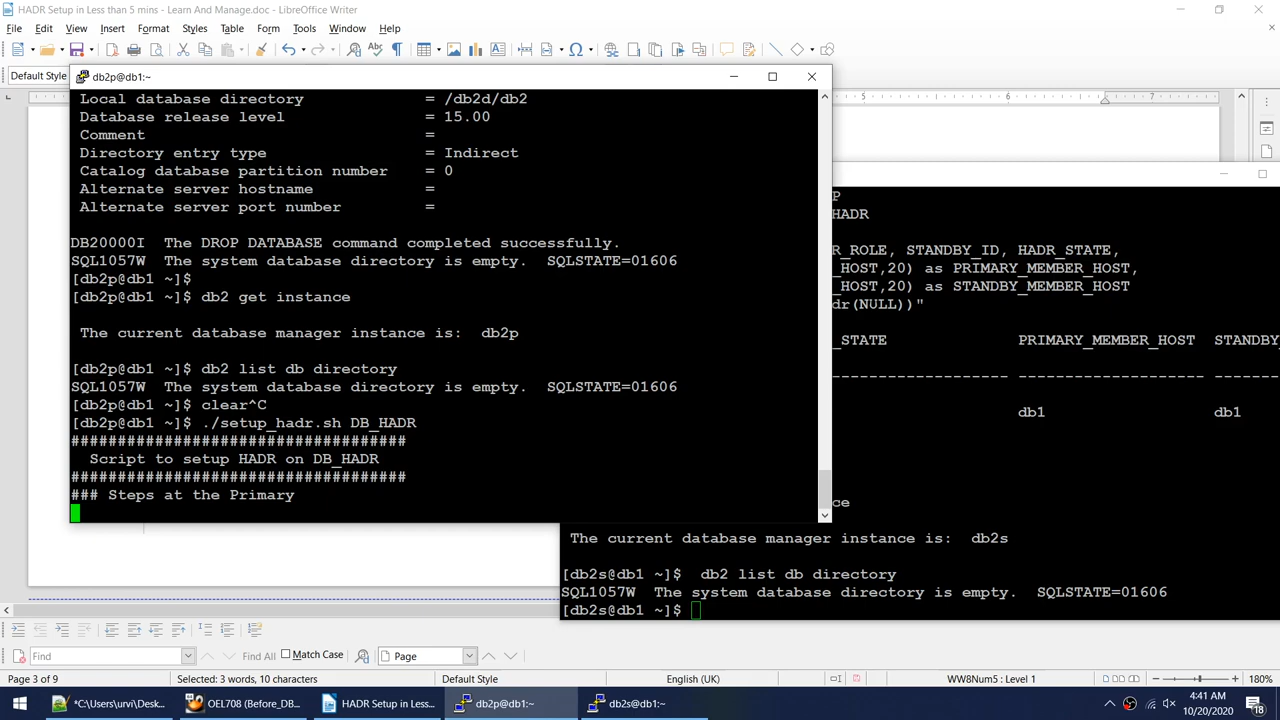 HADR Setup in Less than 5 mins - Learn And Manage.doc - LibreOffice Writer
File Edit View Insert Format Styles Table Form Tools Window Help
Default Style
db2p@db1:~
5 6 7
Local database directory = /db2d/db2
Database release level = 15.00
Comment =
Directory entry type = Indirect
Catalog database partition number = 0
Alternate server hostname =
Alternate server port number =
DB20000I The DROP DATABASE command completed successfully.
SQL1057W The system database directory is empty. SQLSTATE=01606
[db2p@db1 ~]$
[db2p@db1 ~]$ db2 get instance
The current database manager instance is: db2p
[db2p@db1 ~]$ db2 list db directory
SQL1057W The system database directory is empty. SQLSTATE=01606
[db2p@db1 ~]$ clear^C
[db2p@db1 ~]$ ./setup_hadr.sh DB_HADR
####################################
Script to setup HADR on DB_HADR
####################################
### Steps at the Primary
P
HADR
R_ROLE, STANDBY_ID, HADR_STATE,
_HOST,20) as PRIMARY_MEMBER_HOST,
_HOST,20) as STANDBY_MEMBER_HOST
dr(NULL))"
_STATE PRIMARY_MEMBER_HOST STANDB
---------------- ------------------- -------
db1 db1
ce
The current database manager instance is: db2s
[db2s@db1 ~]$ db2 list db directory
SQL1057W The system database directory is empty. SQLSTATE=01606
[db2s@db1 ~]$
Find Find All Match Case Page
Page 3 of 9 Selected: 3 words, 10 characters Default Style English (UK) WW8Num5 : Level 1 180%
*C:\Users\urvi\Desk... OEL708 (Before_DB... HADR Setup in Less... db2p@db1:~ db2s@db1:~
4:41 AM
10/20/2020
18